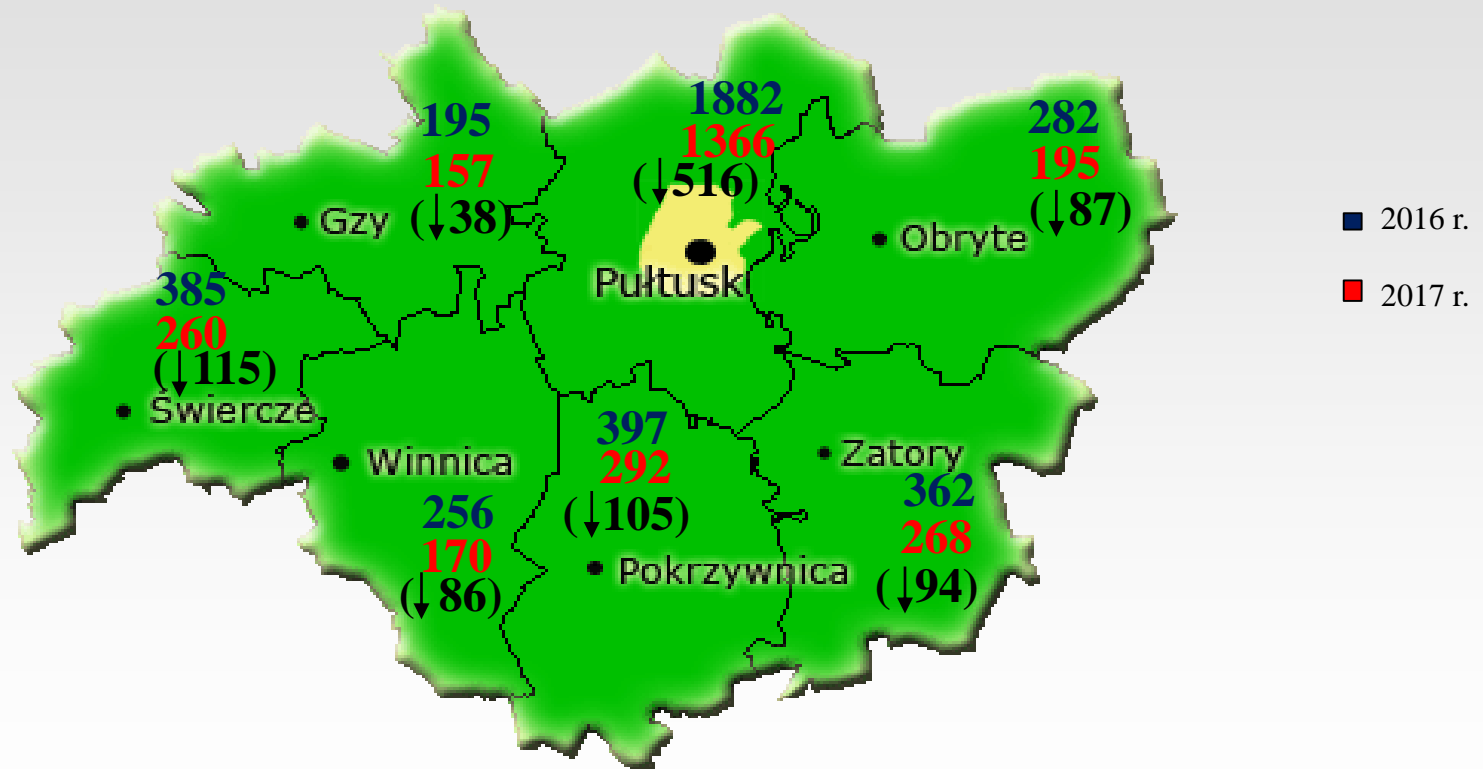 195
157
(↓38)
Gzy
1882
1366
(↓516)
Pułtusk
282
195
(↓87)
Obryte
2016 r.
2017 r.
385
260
(↓115)
Świercze
Winnica
256
170
(↓86)
397
292
(↓105)
Pokrzywnica
Zatory
362
268
(↓94)